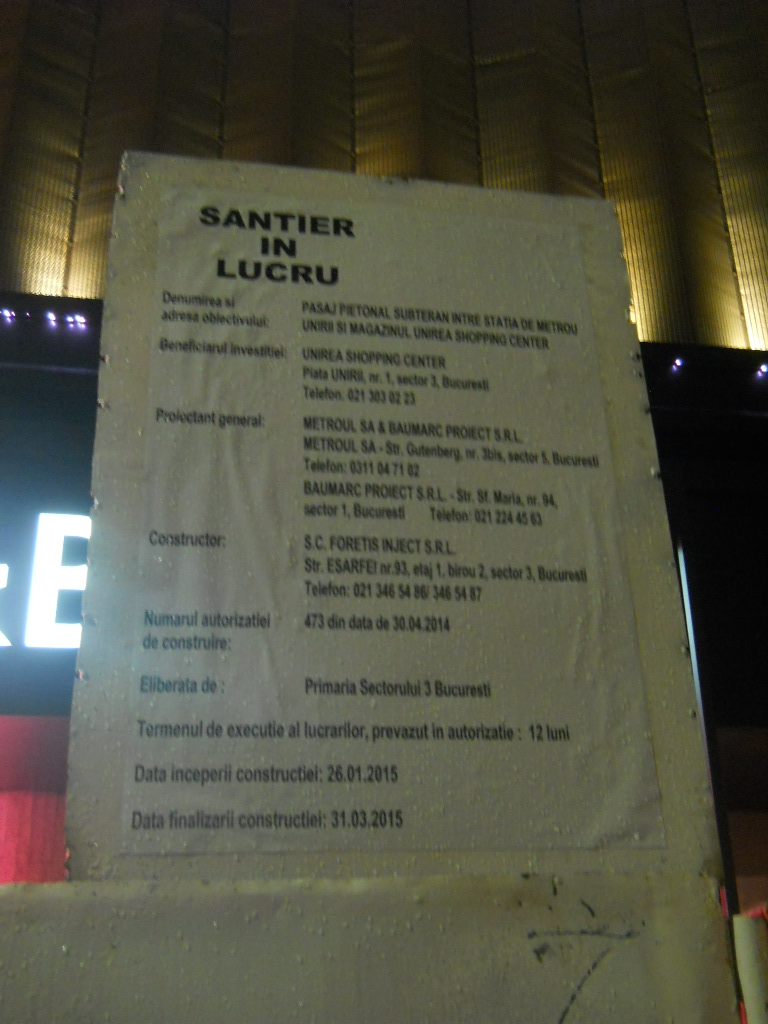 SANTIER
IN
LUCRU
Denumirea si
adresa obiectivului:
PASAJ PIETONAL SUBTERAN INTRE STATIA DE METROU
UNIRII SI MAGAZINUL UNIREA SHOPPING CENTER
Beneficiarul investitiei:
UNIREA SHOPPING CENTER
Piata UNIRII, nr. 1, sector 3, Bucuresti
Telefon. 021 303 02 23
Proiectant general:
METROUL SA & BAUMARC PROIECT S.R.L.
METROUL SA - Str. Gutenberg, nr. 3bis, sector 5, Bucuresti
Telefon: 0311 04 71 02
BAUMARC PROIECT S.R.L. - Str. Sf. Maria, nr. 94,
sector 1, Bucuresti Telefon: 021 224 45 63
Constructor:
S.C. FORETIS INJECT S.R.L.
Str. ESARFEI nr.93, etaj 1, birou 2, sector 3, Bucuresti
Telefon: 021 346 54 86/ 346 54 87
Numarul autorizatiei
de construire:
473 din data de 30.04.2014
Eliberata de :
Primaria Sectorului 3 Bucuresti
Termenul de executie al lucrarilor, prevazut in autorizatie : 12 luni
Data inceperii constructiei: 26.01.2015
Data finalizarii constructiei: 31.03.2015